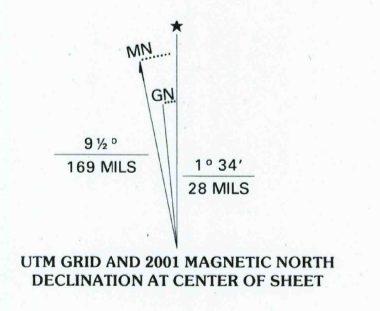 ★
MN
GN
9 ½ °
169 MILS
1° 34′
28 MILS
UTM GRID AND 2001 MAGNETIC NORTH
DECLINATION AT CENTER OF SHEET